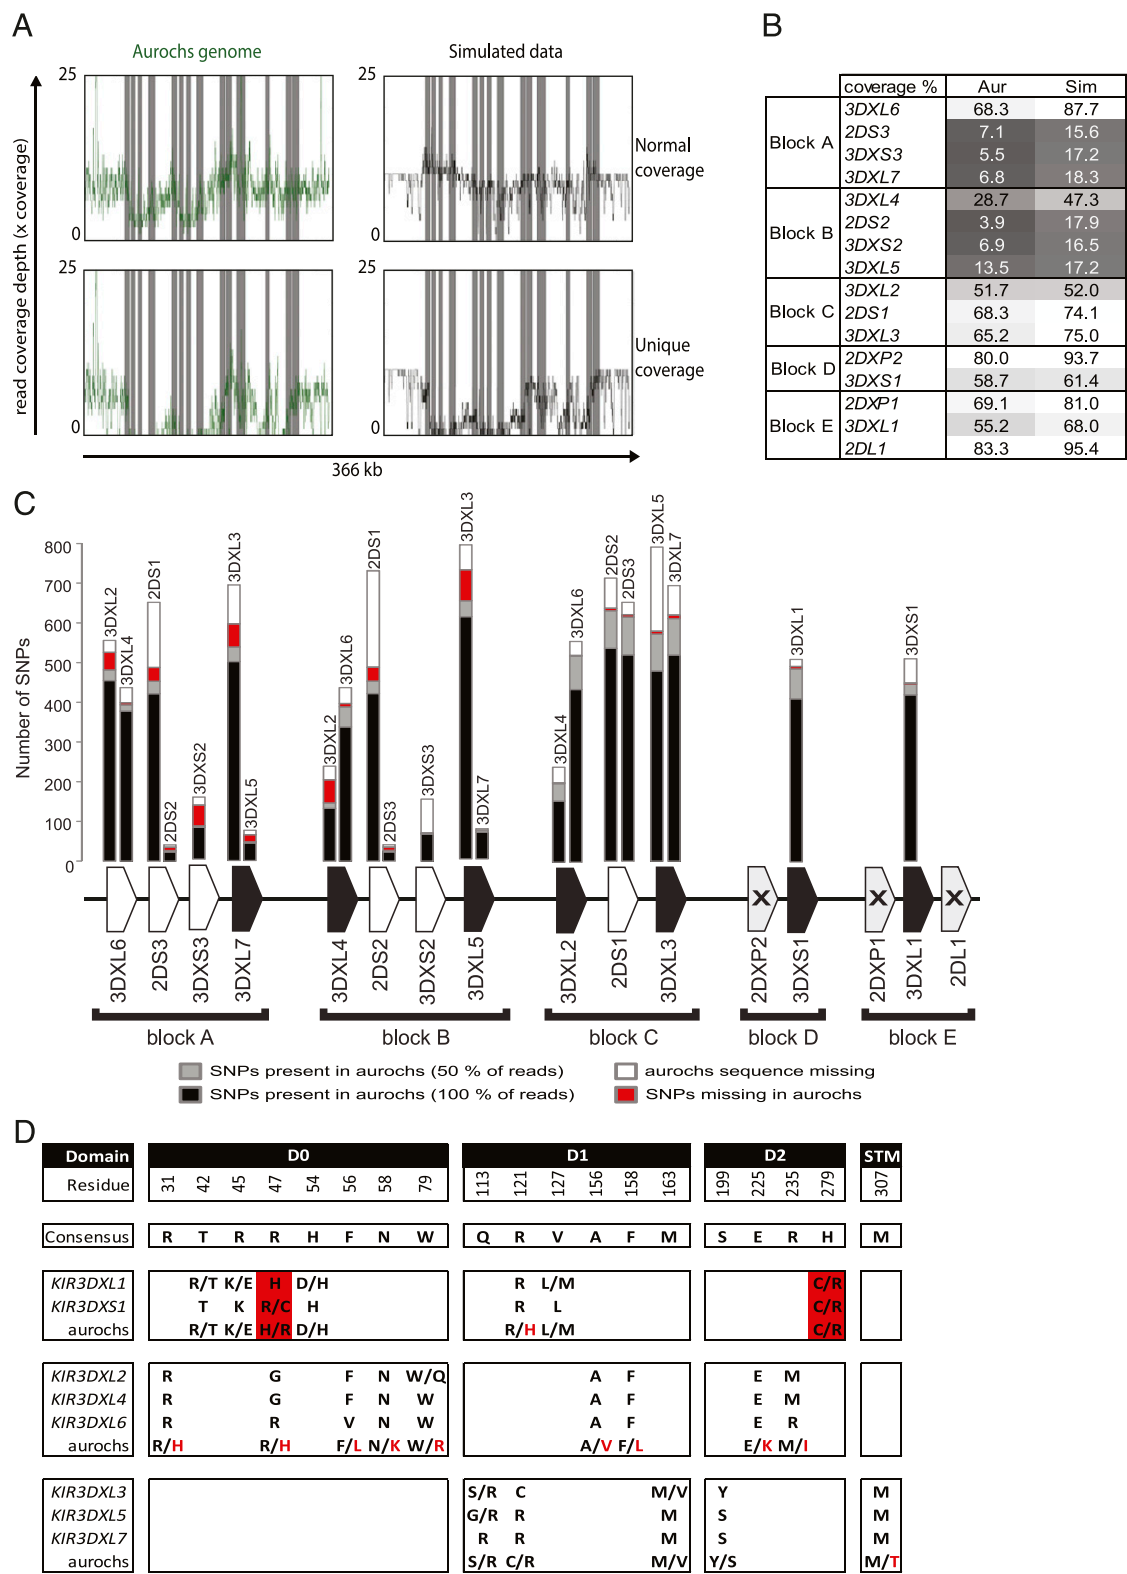 A
B
Aurochs genome
Simulated data
25
0
25
0
Normal
coverage
25
0
25
0
Unique
coverage
read coverage depth (x coverage)
366 kb
coverage % Aur Sim
Block A
3DXL6 68.3 87.7
2DS3 7.1 15.6
3DXS3 5.5 17.2
3DXL7 6.8 18.3
Block B
3DXL4 28.7 47.3
2DS2 3.9 17.9
3DXS2 6.9 16.5
3DXL5 13.5 17.2
Block C
3DXL2 51.7 52.0
2DS1 68.3 74.1
3DXL3 65.2 75.0
Block D
2DXP2 80.0 93.7
3DXS1 58.7 61.4
Block E
2DXP1 69.1 81.0
3DXL1 55.2 68.0
2DL1 83.3 95.4
C
Number of SNPs
800
700
600
500
400
300
200
100
0
3DXL2
3DXL4
2DS1
2DS2
3DXS2
3DXL3
3DXL5
3DXL2
3DXL6
2DS1
2DS3
3DXS3
3DXL3
3DXL7
3DXL4
3DXL6
2DS2
2DS3
3DXL5
3DXL7
3DXL1
3DXS1
X X X
3DXL6
2DS3
3DXS3
3DXL7
3DXL4
2DS2
3DXS2
3DXL5
3DXL2
2DS1
3DXL3
2DXP2
3DXS1
2DXP1
3DXL1
2DL1
block A block B block C block D block E
SNPs present in aurochs (50 % of reads)
aurochs sequence missing
SNPs present in aurochs (100 % of reads)
SNPs missing in aurochs
D
Domain D0 D1 D2 STM
Residue 31 42 45 47 54 56 58 79 113 121 127 156 158 163 199 225 235 279 307
Consensus R T R R H F N W Q R V A F M S E R H M
KIR3DXL1 R/T K/E H D/H R L/M C/R
KIR3DXS1 T K R/C H R L C/R
aurochs R/T K/E H/R D/H R/H L/M C/R
KIR3DXL2 R G F N W/Q A F E M
KIR3DXL4 R G F N W A F E M
KIR3DXL6 R R V N W A F E R
aurochs R/H R/H F/L N/K W/R A/V F/L E/K M/I
KIR3DXL3 S/R C M/V Y M
KIR3DXL5 G/R R M S M
KIR3DXL7 R R M S M
aurochs S/R C/R M/V Y/S M/T